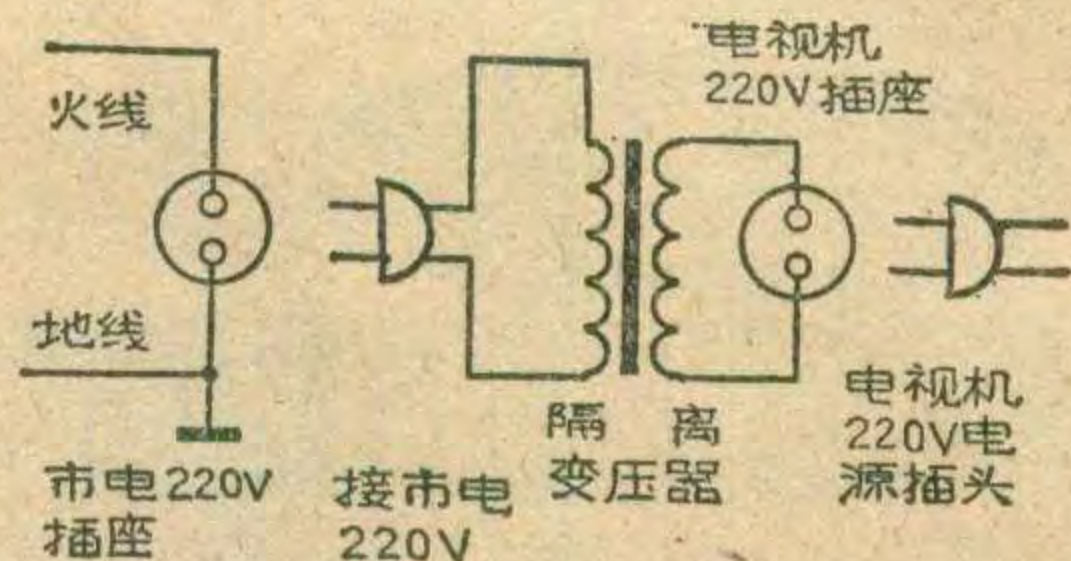 火线
地线
市电220V
插座
接市电
220V
隔离
变压器
电视机
220V插座
电视机
220V电
源插头